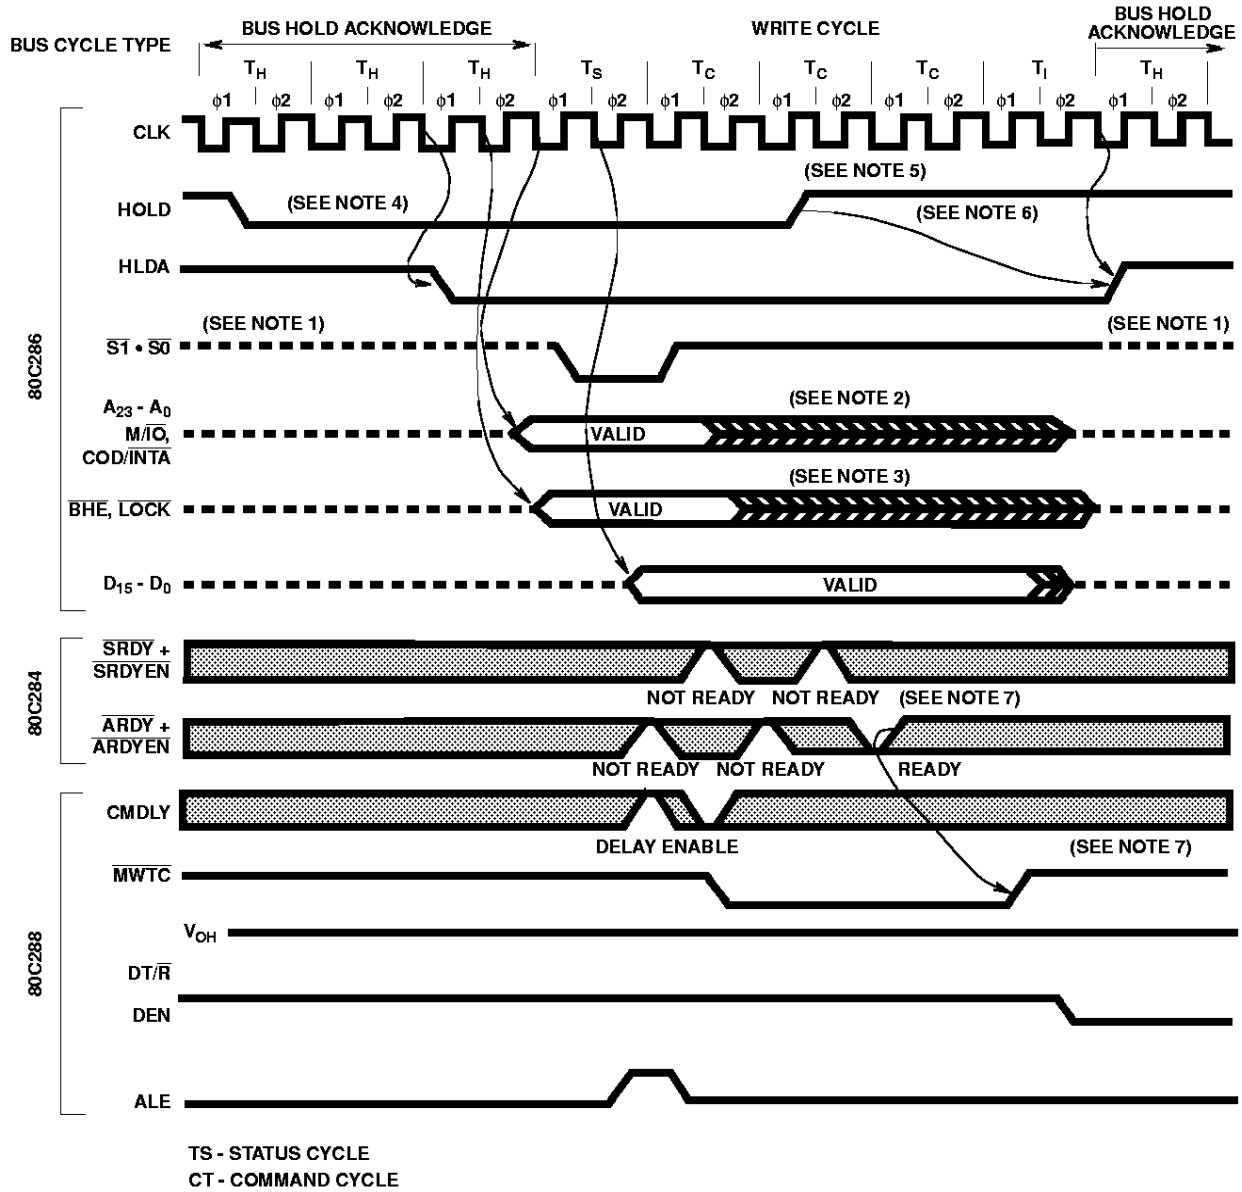 BUS HOLD ACKNOWLEDGE
WRITE CYCLE
BUS HOLD
ACKNOWLEDGE
BUS CYCLE TYPE
TH TH TH TS TC TC TC TI TH
ϕ1 ϕ2 ϕ1 ϕ2 ϕ1 ϕ2 ϕ1 ϕ2 ϕ1 ϕ2 ϕ1 ϕ2 ϕ1 ϕ2 ϕ1 ϕ2 ϕ1 ϕ2
80C286
CLK
(SEE NOTE 5)
HOLD
(SEE NOTE 4)
(SEE NOTE 6)
HLDA
(SEE NOTE 1)
(SEE NOTE 1)
S1 • S0
A23 - A0
M/IO,
COD/INTA
VALID
(SEE NOTE 2)
BHE, LOCK
VALID
(SEE NOTE 3)
D15 - D0
VALID
80C284
SRDY +
SRDYEN
NOT READY
NOT READY
(SEE NOTE 7)
ARDY +
ARDYEN
NOT READY
NOT READY
READY
80C288
CMDLY
DELAY ENABLE
(SEE NOTE 7)
MWTC
VOH
DT/R
DEN
ALE
TS - STATUS CYCLE
CT - COMMAND CYCLE